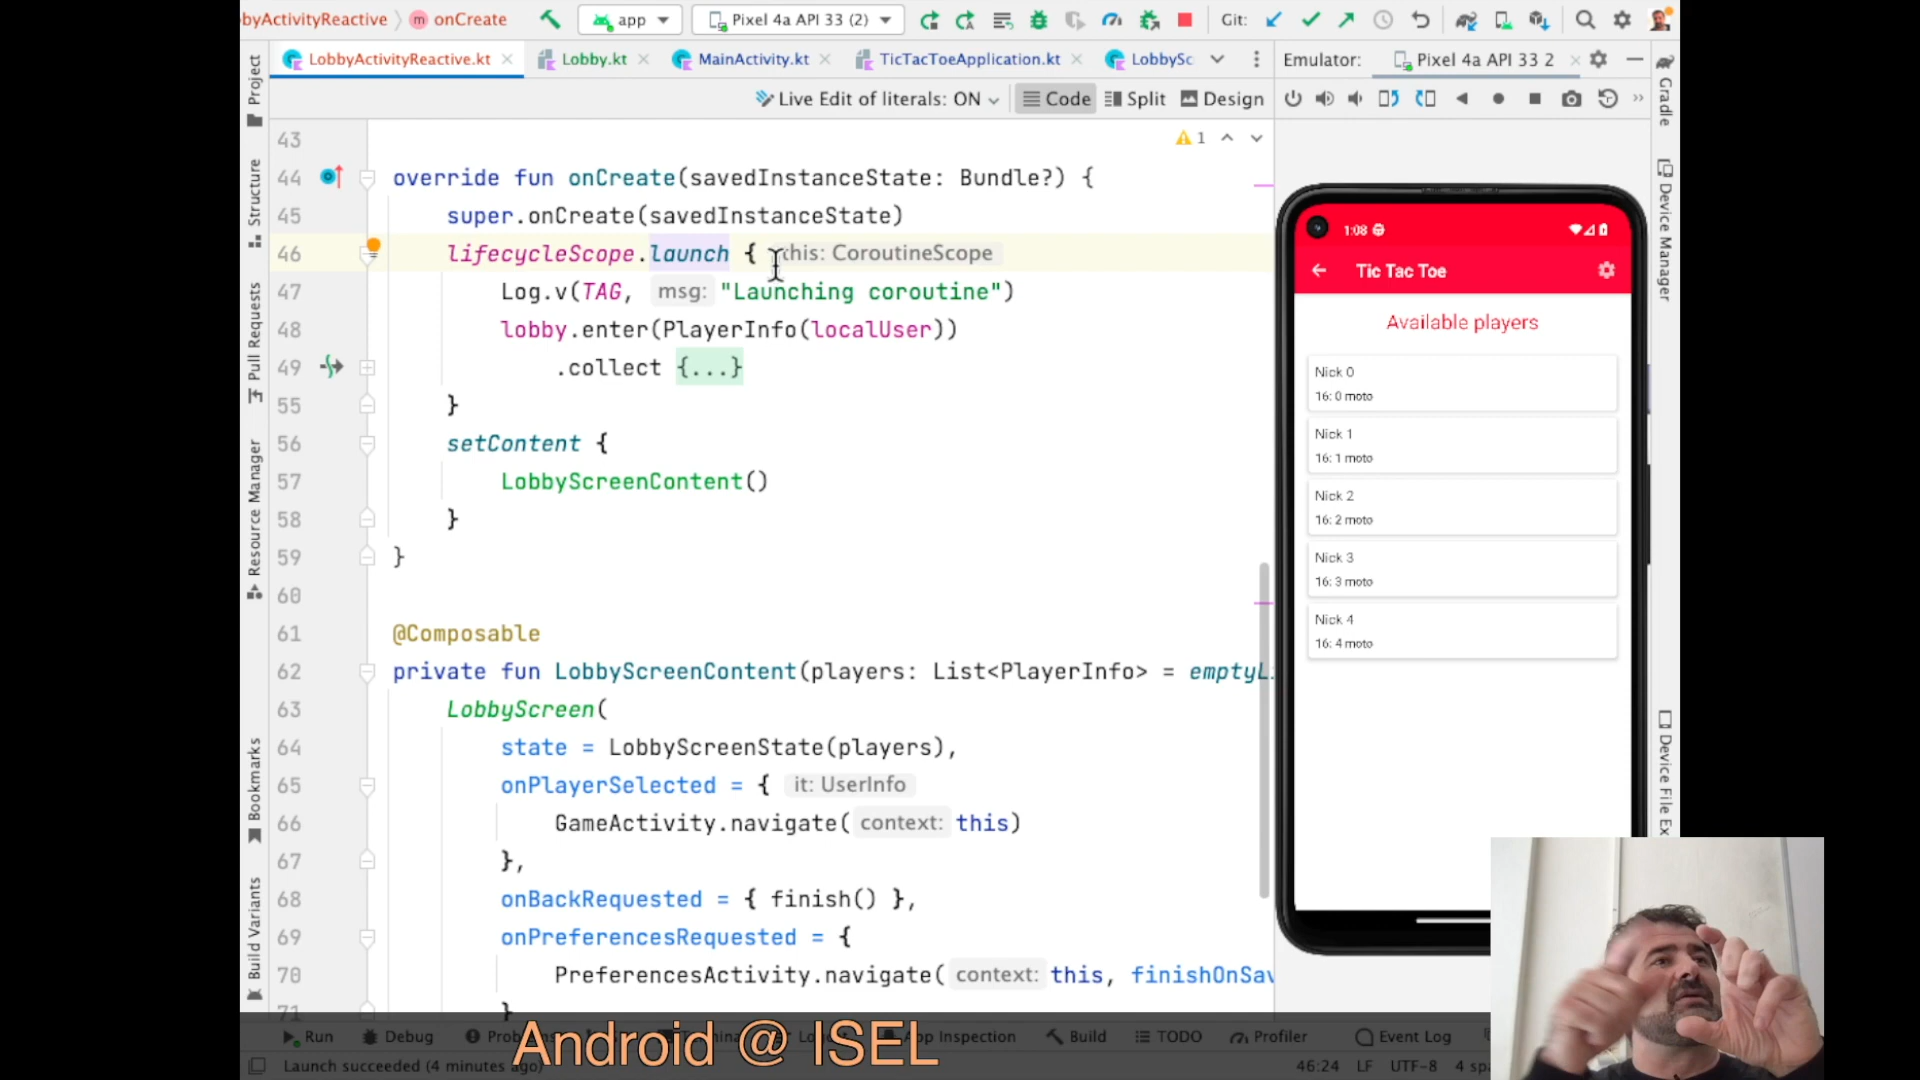 byActivityReactive
m onCreate
app
Pixel 4a API 33 (2)
Git:
LobbyActivityReactive.kt
Lobby.kt
MainActivity.kt
TicTacToeApplication.kt
LobbySc
Emulator:
Pixel 4a API 33 2
Live Edit of literals: ON
Code
Split
Design
Project
Structure
Pull Requests
Resource Manager
Bookmarks
Build Variants
1
43
44 override fun onCreate(savedInstanceState: Bundle?) {
45 super.onCreate(savedInstanceState)
46 lifecycleScope.launch { this: CoroutineScope
47 Log.v(TAG, msg: "Launching coroutine")
48 lobby.enter(PlayerInfo(localUser))
49 .collect {...}
55 }
56 setContent {
57 LobbyScreenContent()
58 }
59 }
60
61 @Composable
62 private fun LobbyScreenContent(players: List<PlayerInfo> = emptyLi
63 LobbyScreen(
64 state = LobbyScreenState(players),
65 onPlayerSelected = { it: UserInfo
66 GameActivity.navigate( context: this)
67 },
68 onBackRequested = { finish() },
69 onPreferencesRequested = {
70 PreferencesActivity.navigate( context: this, finishOnSav
71 }
1:08
Tic Tac Toe
Available players
Nick 0
16: 0 moto
Nick 1
16: 1 moto
Nick 2
16: 2 moto
Nick 3
16: 3 moto
Nick 4
16: 4 moto
Gradle
Device Manager
Device File Ex
Run
Debug
App Inspection
Build
TODO
Profiler
Event Log
Android @ ISEL
Launch succeeded (4 minutes ago)
46:24
LF
UTF-8
4 sp